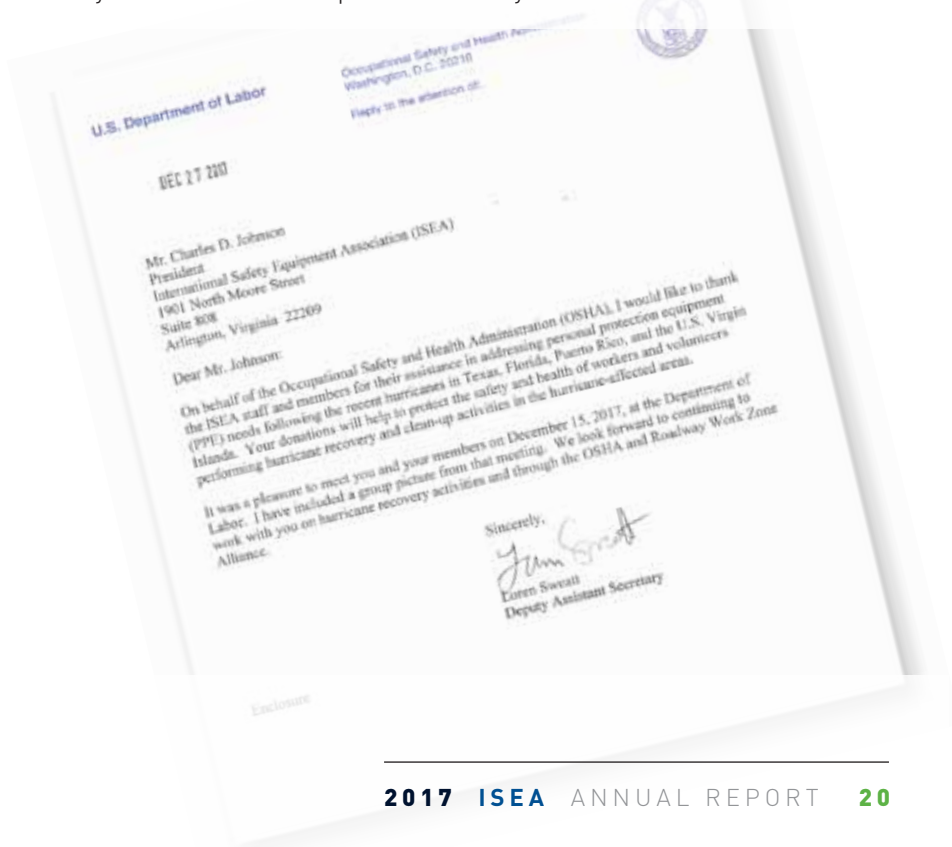 Occupational Safety and Health
Washington, D.C. 20210
Reply to the attention of:
U.S. Department of Labor
DEC 27 2017
Mr. Charles D. Johnson
President
International Safety Equipment Association (ISEA)
1901 North Moore Street
Suite 808
Arlington, Virginia 22209
Dear Mr. Johnson:
On behalf of the Occupational Safety and Health Administration (OSHA), I would like to thank
the ISEA staff and members for their assistance in addressing personal protection equipment
(PPE) needs following the recent hurricanes in Texas, Florida, Puerto Rico, and the U.S. Virgin
Islands. Your donations will help to protect the safety and health of workers and volunteers
performing hurricane recovery and clean-up activities in the hurricane-affected areas.
It was a pleasure to meet you and your members on December 15, 2017, at the Department of
Labor. I have included a group picture from that meeting. We look forward to continuing to
work with you on hurricane recovery activities and through the OSHA and Roadway Work Zone
Alliance.
Sincerely,
Loren Sweatt
Deputy Assistant Secretary
Enclosure
2017 ISEA ANNUAL REPORT 20